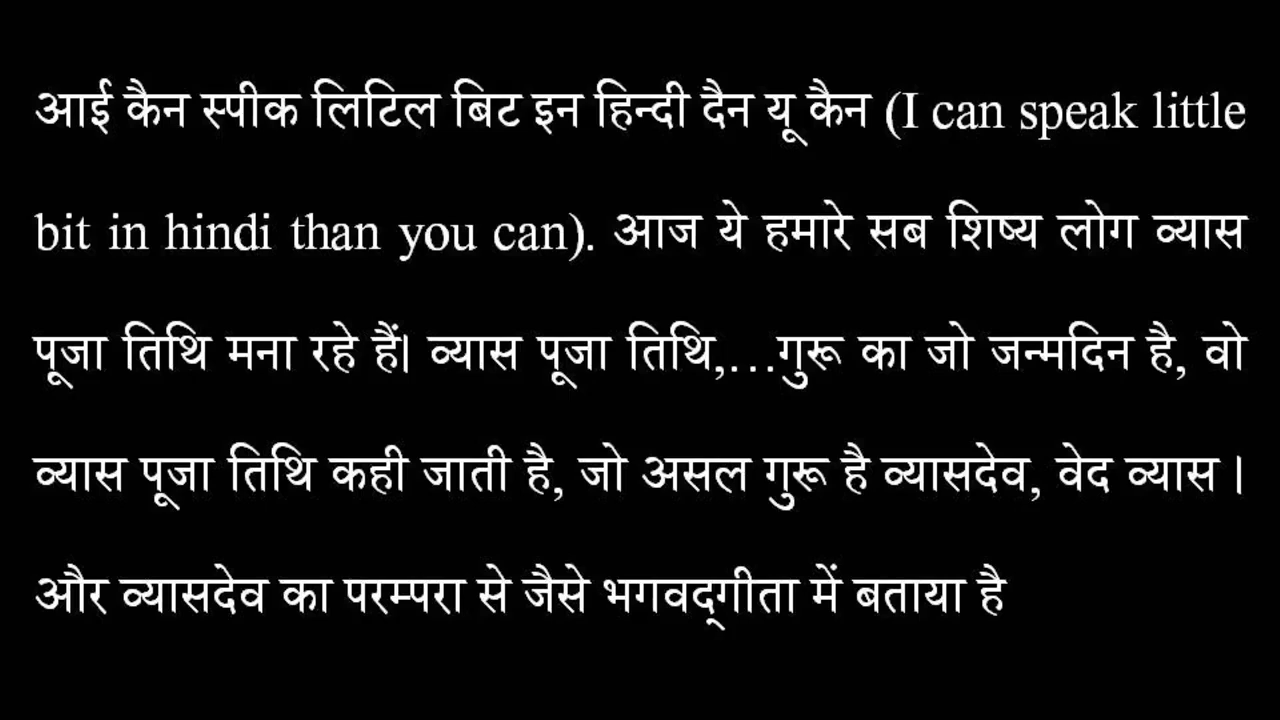 आई कैन स्पीक लिटिल बिट इन हिन्दी दैन यू कैन (I can speak little
bit in hindi than you can). आज ये हमारे सब शिष्य लोग व्यास
पूजा तिथि मना रहे हैं। व्यास पूजा तिथि,...गुरू का जो जन्मदिन है, वो
व्यास पूजा तिथि कही जाती है, जो असल गुरू है व्यासदेव, वेद व्यास ।
और व्यासदेव का परम्परा से जैसे भगवद्‌गीता में बताया है